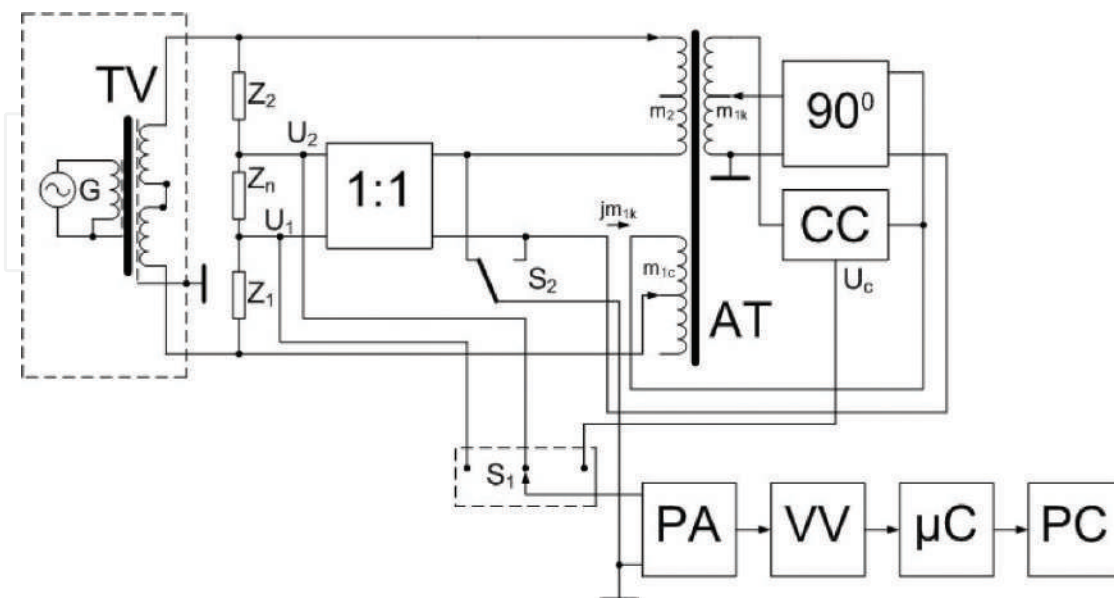 TV
G
Z₂
U₂
Zₙ
U₁
Z₁
1:1
S₂
m₂
m₁ₖ
90⁰
jm₁ₖ
m₁c
CC
U_c
AT
S₁
PA
VV
μC
PC